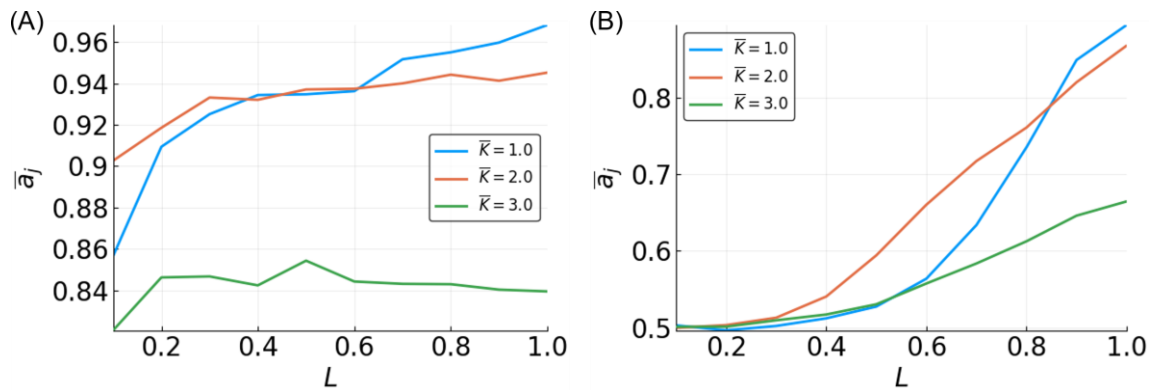 (A)
0.96
0.94
0.92
0.9
0.88
0.86
0.84
a̅ⱼ
K̅ = 1.0
K̅ = 2.0
K̅ = 3.0
0.2 0.4 0.6 0.8 1.0
L
(B)
0.8
0.7
0.6
0.5
a̅ⱼ
K̅ = 1.0
K̅ = 2.0
K̅ = 3.0
0.2 0.4 0.6 0.8 1.0
L